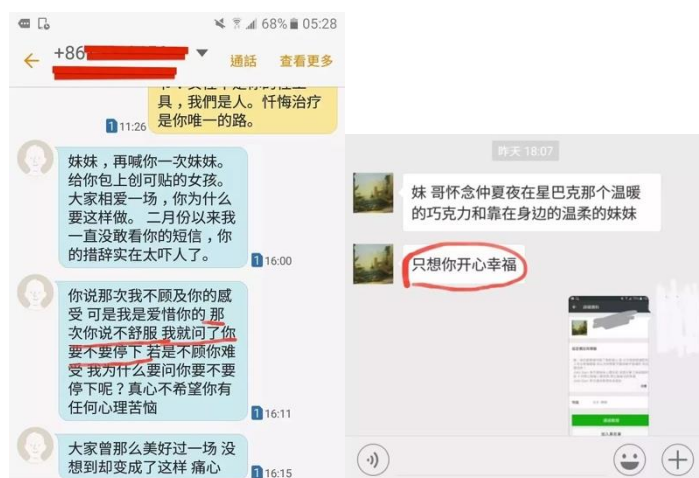 68% 05:28
+86
通話 查看更多
具，我們是人。忏悔治疗
是你唯一的路。
1 11:26
妹妹，再喊你一次妹妹。
给你包上创可贴的女孩。
大家相爱一场，你为什么
要这样做。 二月份以来我
一直没敢看你的短信，你
的措辞实在太吓人了。
1 16:00
你说那次我不顾及你的感
受 可是我是爱惜你的 那
次你说不舒服 我就问了你
要不要停下 若是不顾你难
受 我为什么要问你要不要
停下呢？真心不希望你有
任何心理苦恼
1 16:11
大家曾那么美好过一场 没
想到却变成了这样 痛心
1 16:15
昨天 18:07
妹 哥怀念仲夏夜在星巴克那个温暖
的巧克力和靠在身边的温柔的妹妹
只想你开心幸福